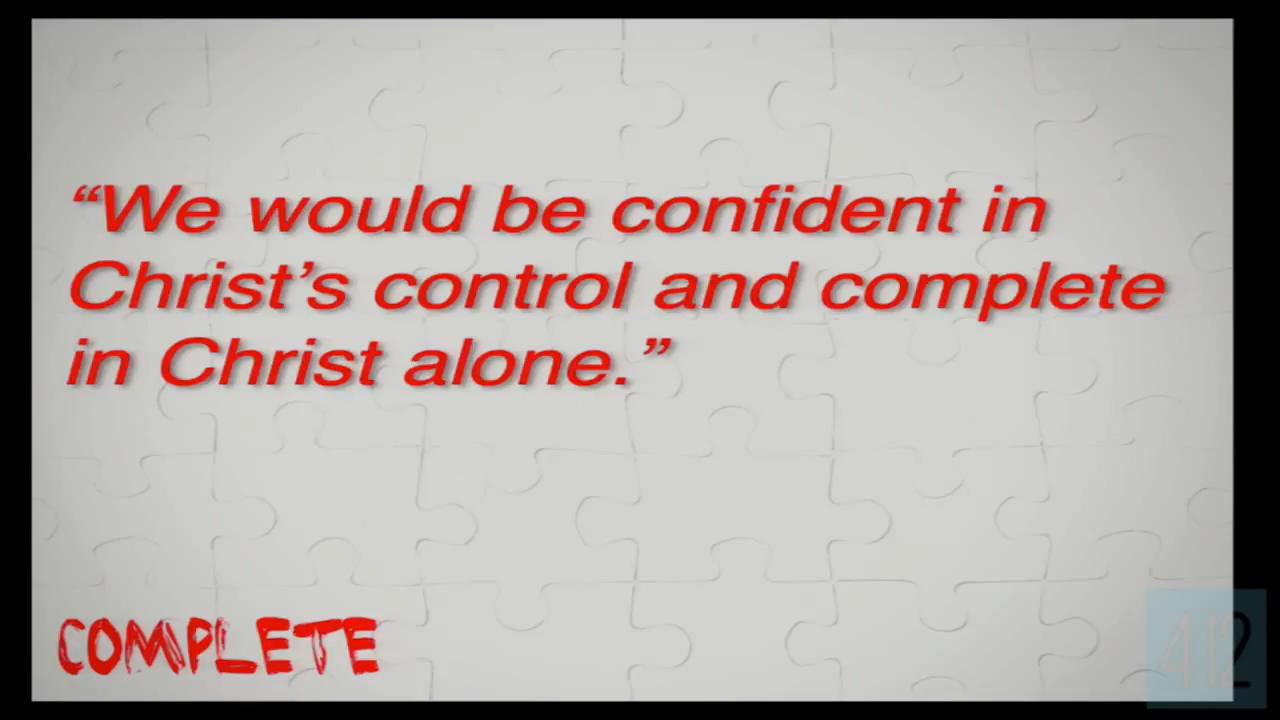 “We would be confident in
Christ’s control and complete
in Christ alone.”
COMPLETE
412